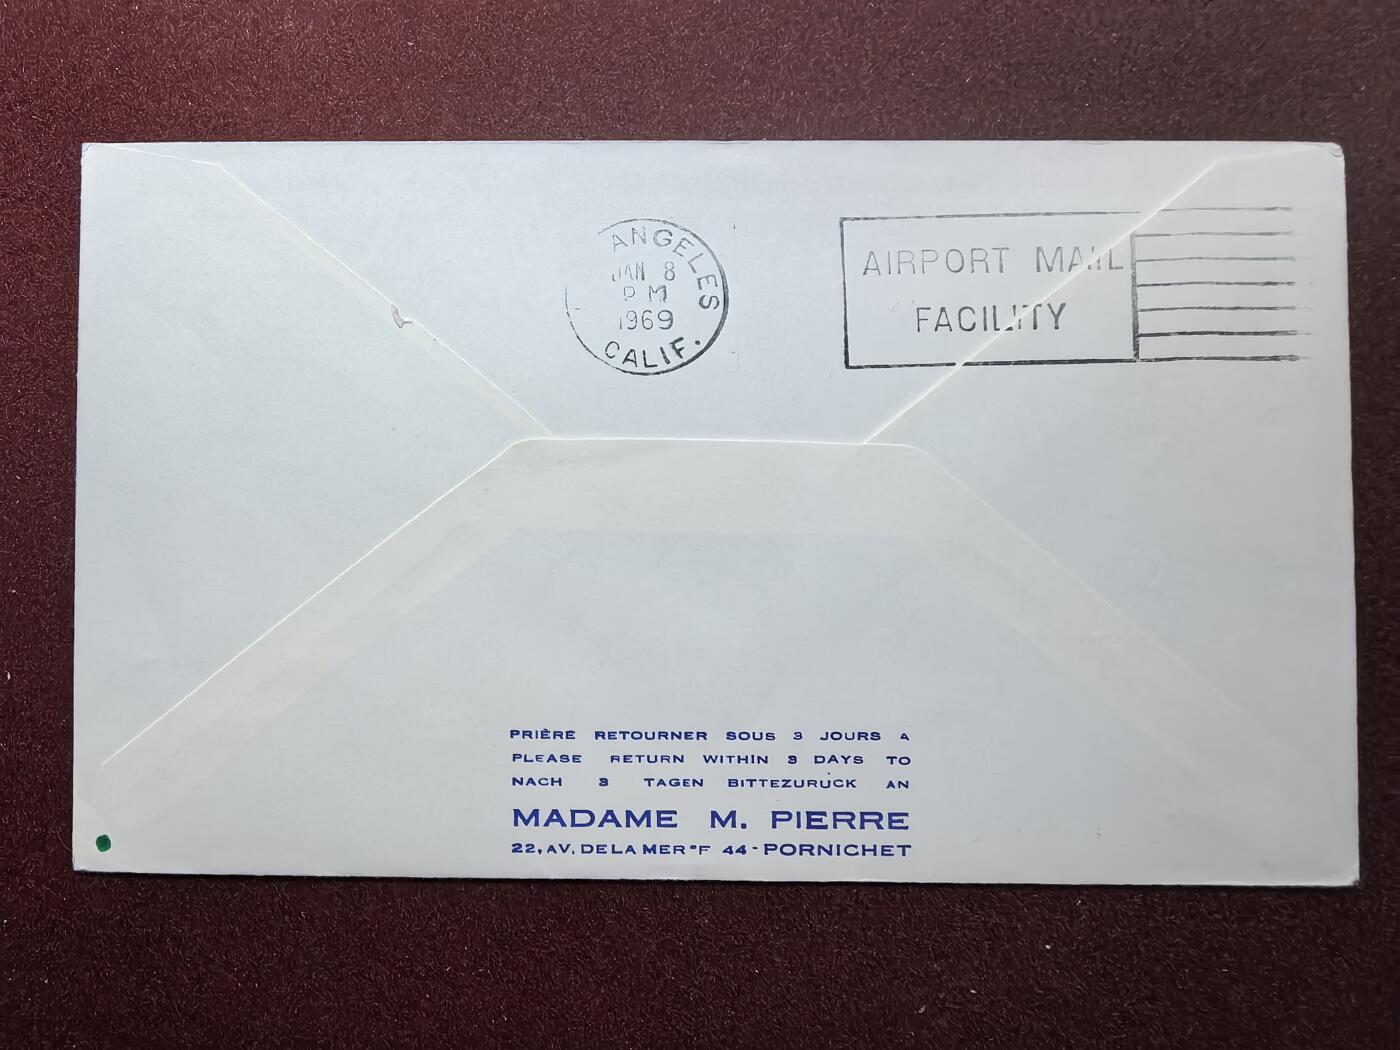 ANGELES
JAN 8
PM
1969
CALIF.
AIRPORT MAIL
FACILITY
PRIÈRE RETOURNER SOUS 3 JOURS A
PLEASE RETURN WITHIN 3 DAYS TO
NACH 3 TAGEN BITTEZURÜCK AN
MADAME M. PIERRE
22, AV. DE LA MER "F 44 - PORNICHET